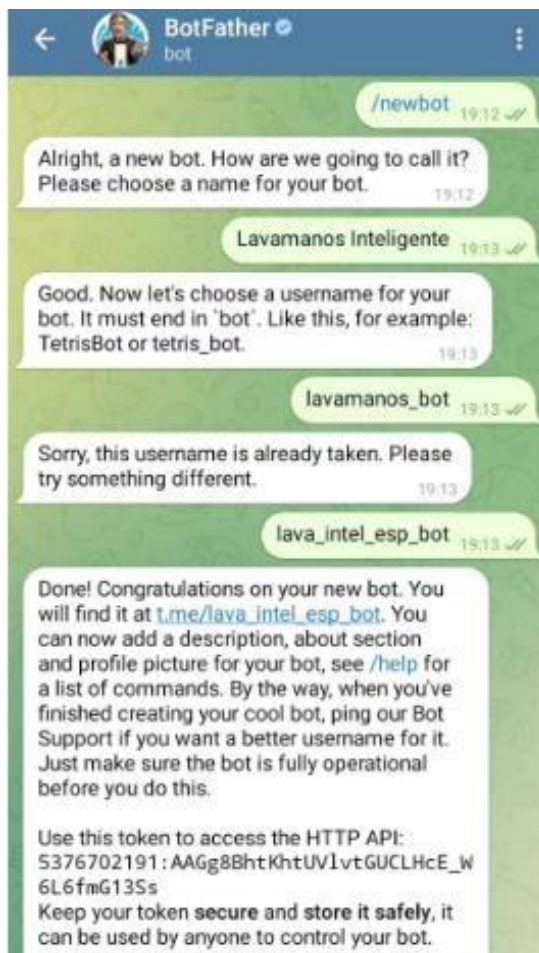 BotFather
bot
/newbot 19:12
Alright, a new bot. How are we going to call it?
Please choose a name for your bot.
19:12
Lavamanos Inteligente 19:13
Good. Now let's choose a username for your
bot. It must end in `bot`. Like this, for example:
TetrisBot or tetris_bot.
19:13
lavamanos_bot 19:13
Sorry, this username is already taken. Please
try something different.
19:13
lava_intel_esp_bot 19:13
Done! Congratulations on your new bot. You
will find it at t.me/lava_intel_esp_bot. You
can now add a description, about section
and profile picture for your bot, see /help for
a list of commands. By the way, when you've
finished creating your cool bot, ping our Bot
Support if you want a better username for it.
Just make sure the bot is fully operational
before you do this.
Use this token to access the HTTP API:
5376702191:AAGg8BhtKhtUVlvtGUCLHcE_W
6L6fmG13Ss
Keep your token secure and store it safely, it
can be used by anyone to control your bot.